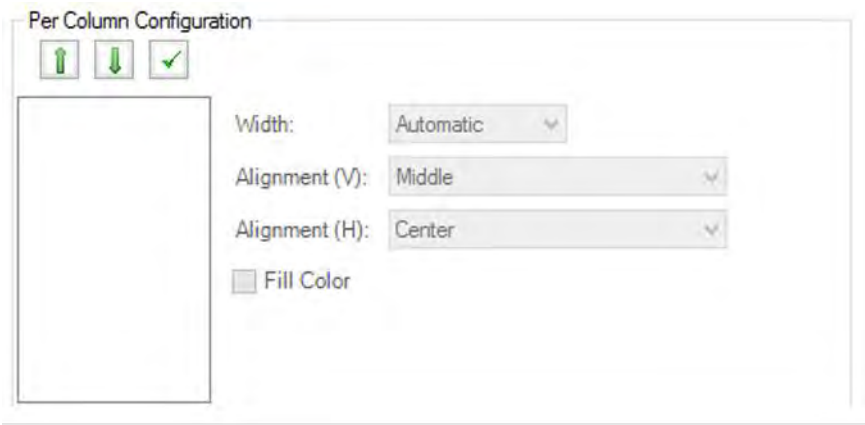 Per Column Configuration
Width: Automatic
Alignment (V): Middle
Alignment (H): Center
Fill Color